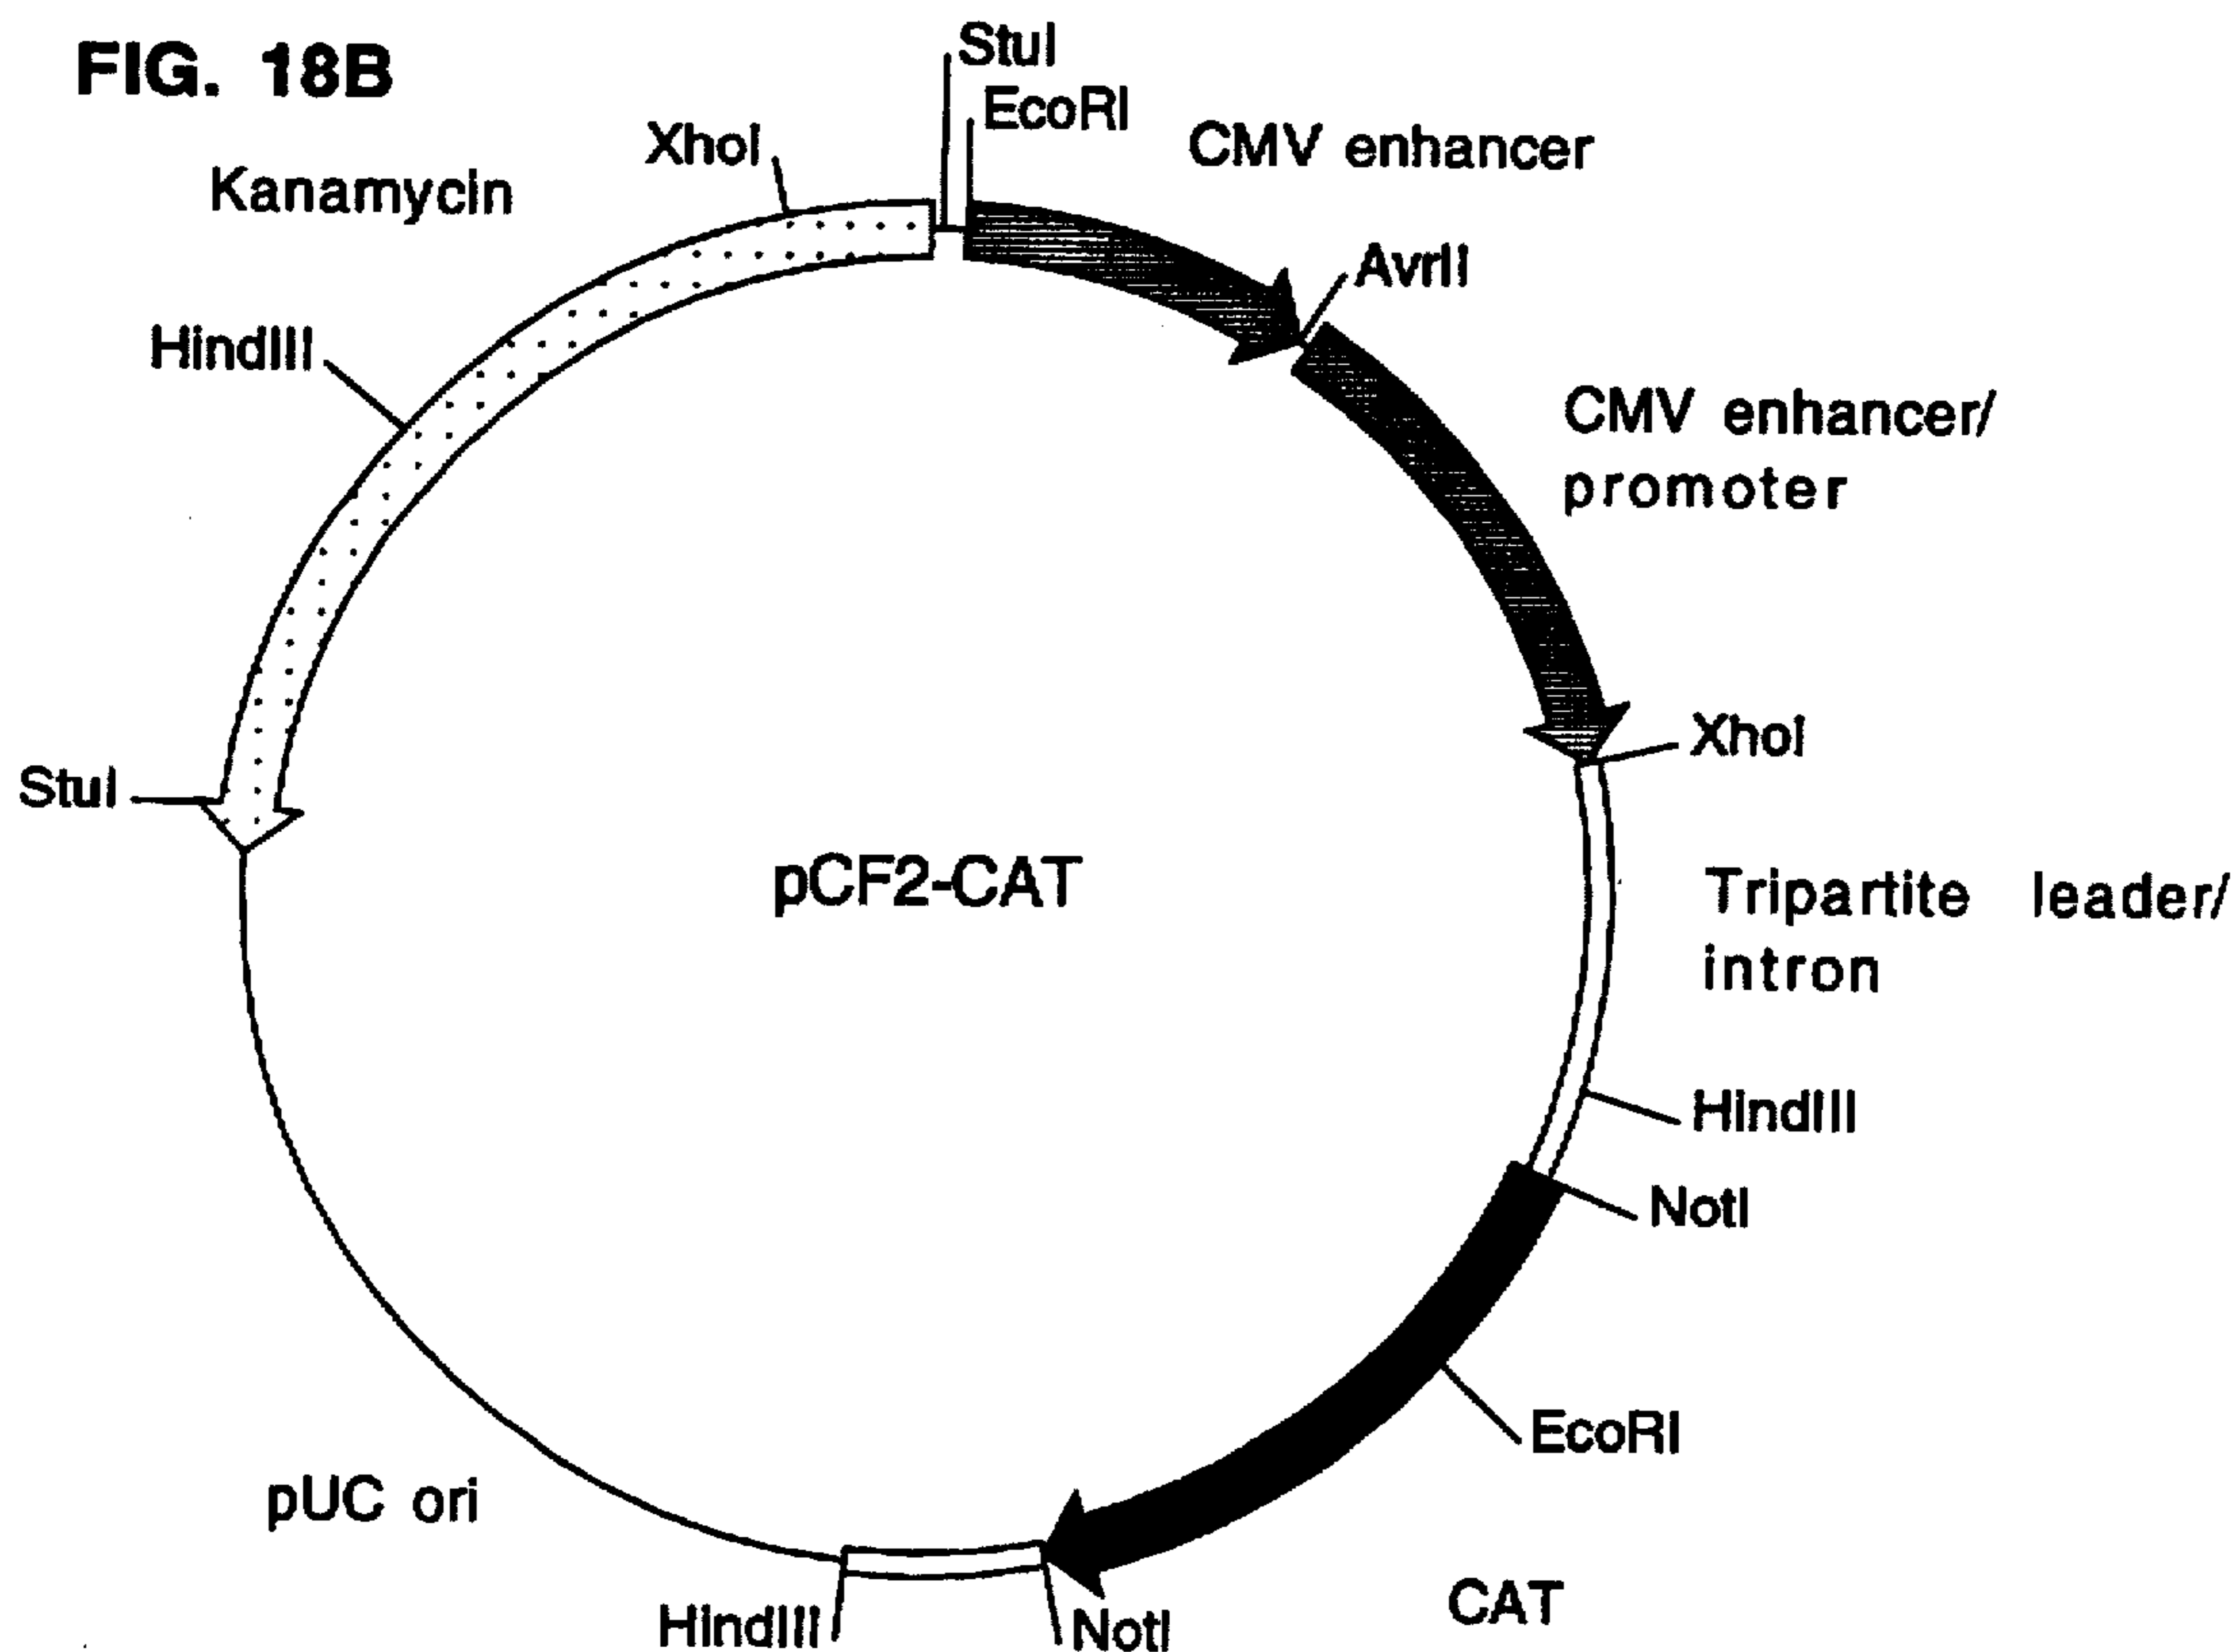 FIG. 18B
StuI
EcoRI
XhoI
CMV enhancer
Kanamycin
AvrII
HindIII
CMV enhancer/
promoter
XhoI
StuI
pCF2-CAT
Tripartite leader/
intron
HindIII
NotI
EcoRI
pUC ori
CAT
HindIII
NotI